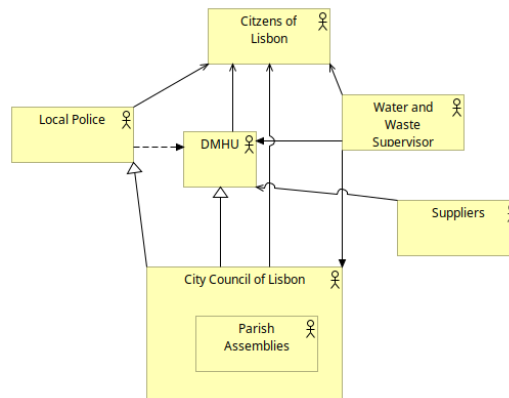 Citzens of
Lisbon
Local Police
Water and
Waste
Supervisor
DMHU
Suppliers
City Council of Lisbon
Parish
Assemblies